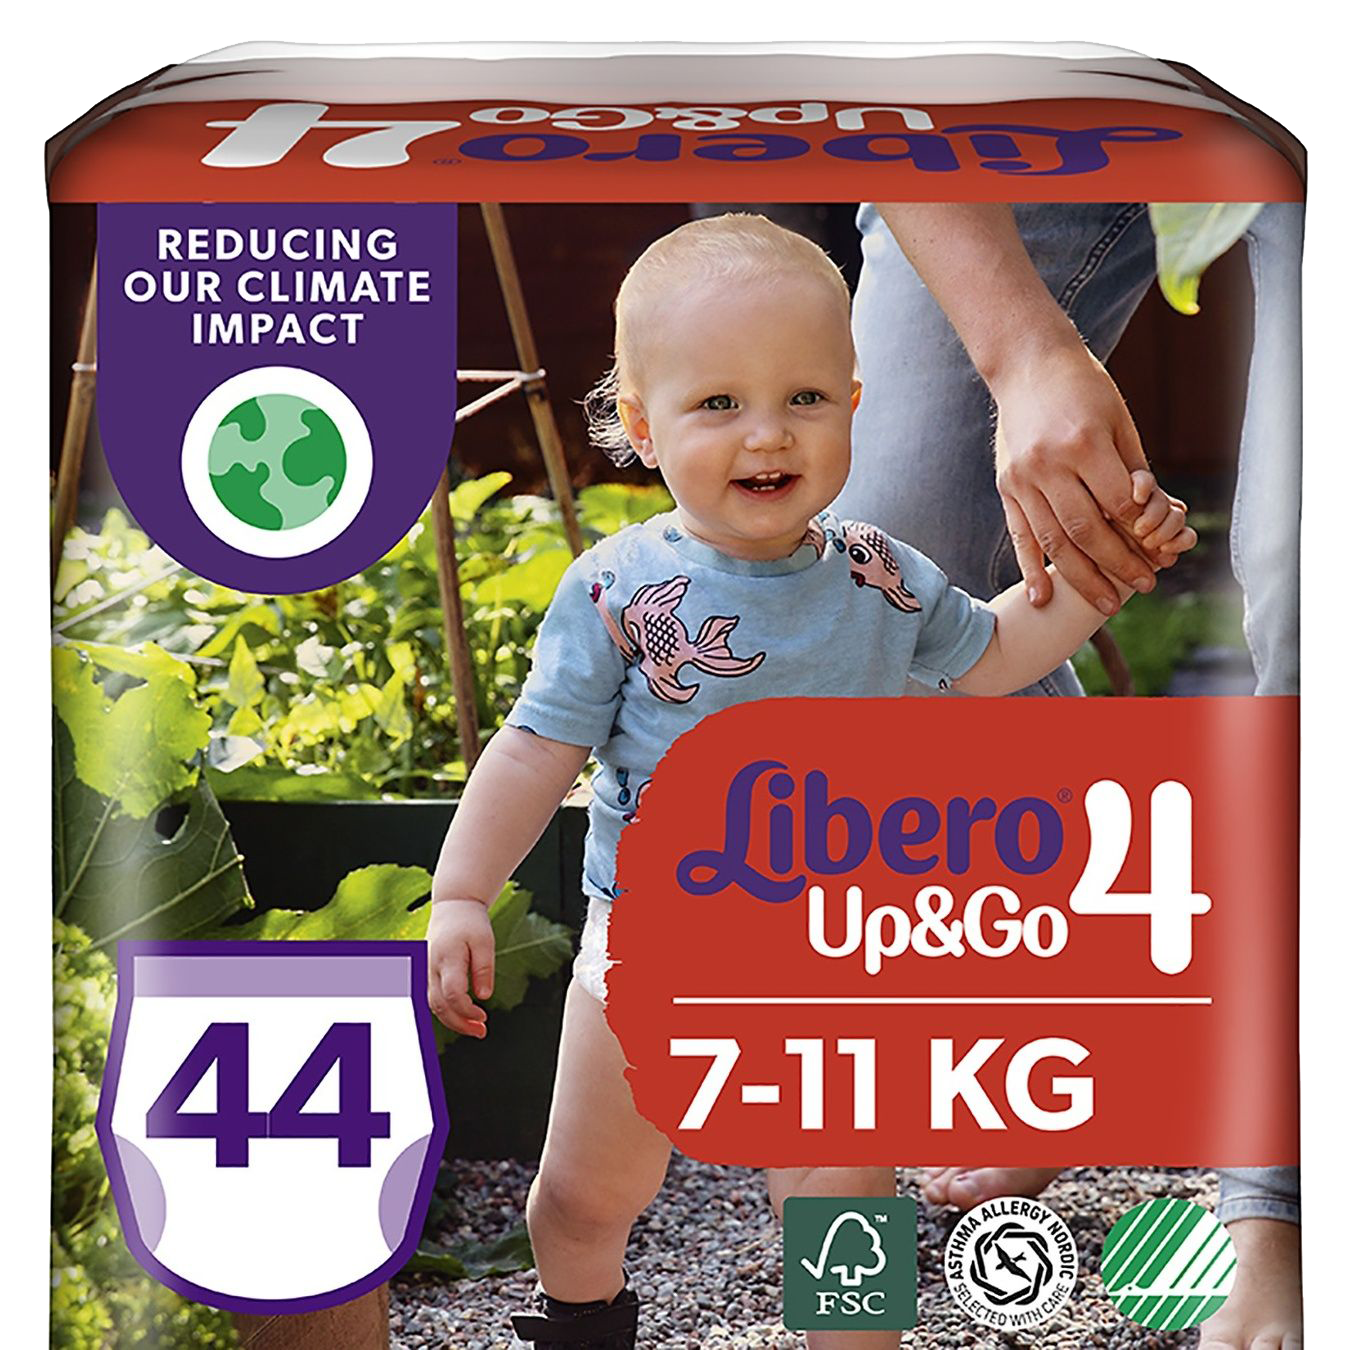 Libero®
Up&Go
4
REDUCING
OUR CLIMATE
IMPACT
Libero®
Up&Go
4
7-11 KG
44
FSC
™
ASTHMA ALLERGY NORDIC
SELECTED WITH CARE